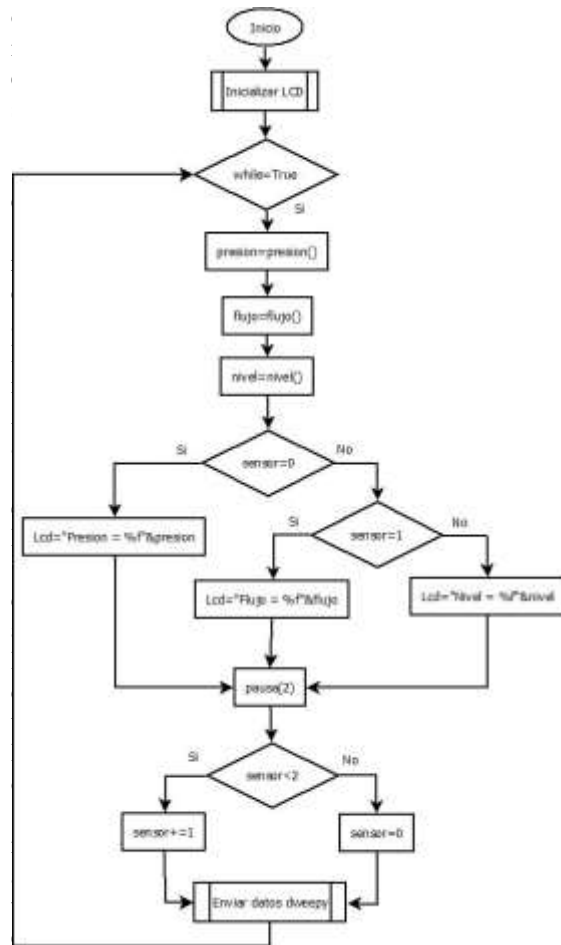 Inicio
Inicializar LCD
while=True
Si
presion=presion()
flujo=flujo()
nivel=nivel()
sensor=0
Si
No
Lcd="Presion = %f"&presion
sensor=1
Si
No
Lcd="Flujo = %f"&flujo
Lcd="Nivel = %f"&nivel
pausa(2)
sensor<2
Si
No
sensor+=1
sensor=0
Enviar datos dweepy